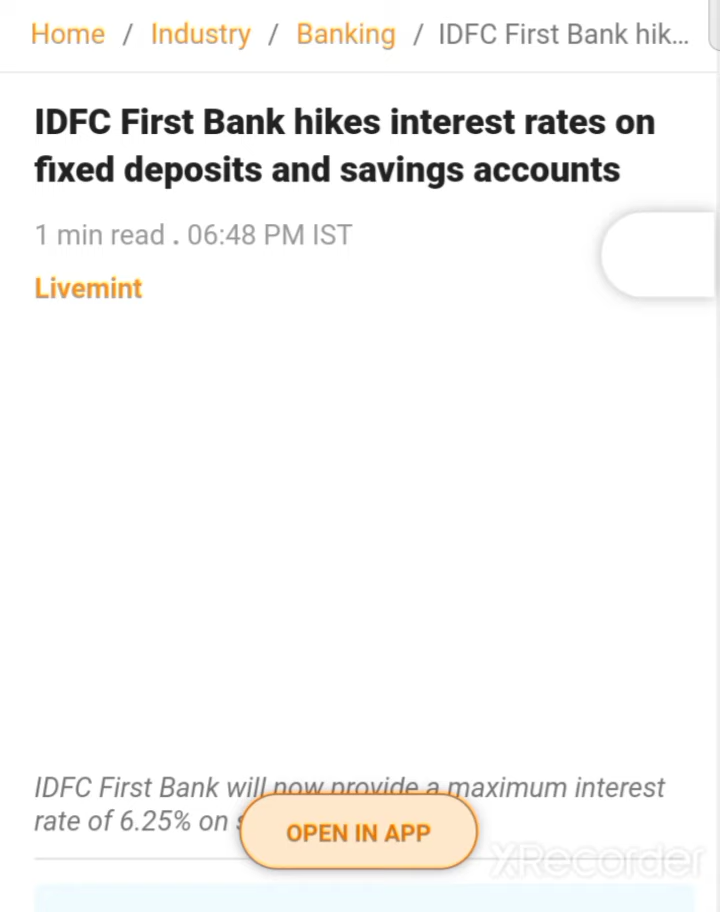 Home / Industry / Banking / IDFC First Bank hik...
IDFC First Bank hikes interest rates on
fixed deposits and savings accounts
1 min read . 06:48 PM IST
Livemint
IDFC First Bank will now provide a maximum interest
rate of 6.25% on
OPEN IN APP
XRecorder